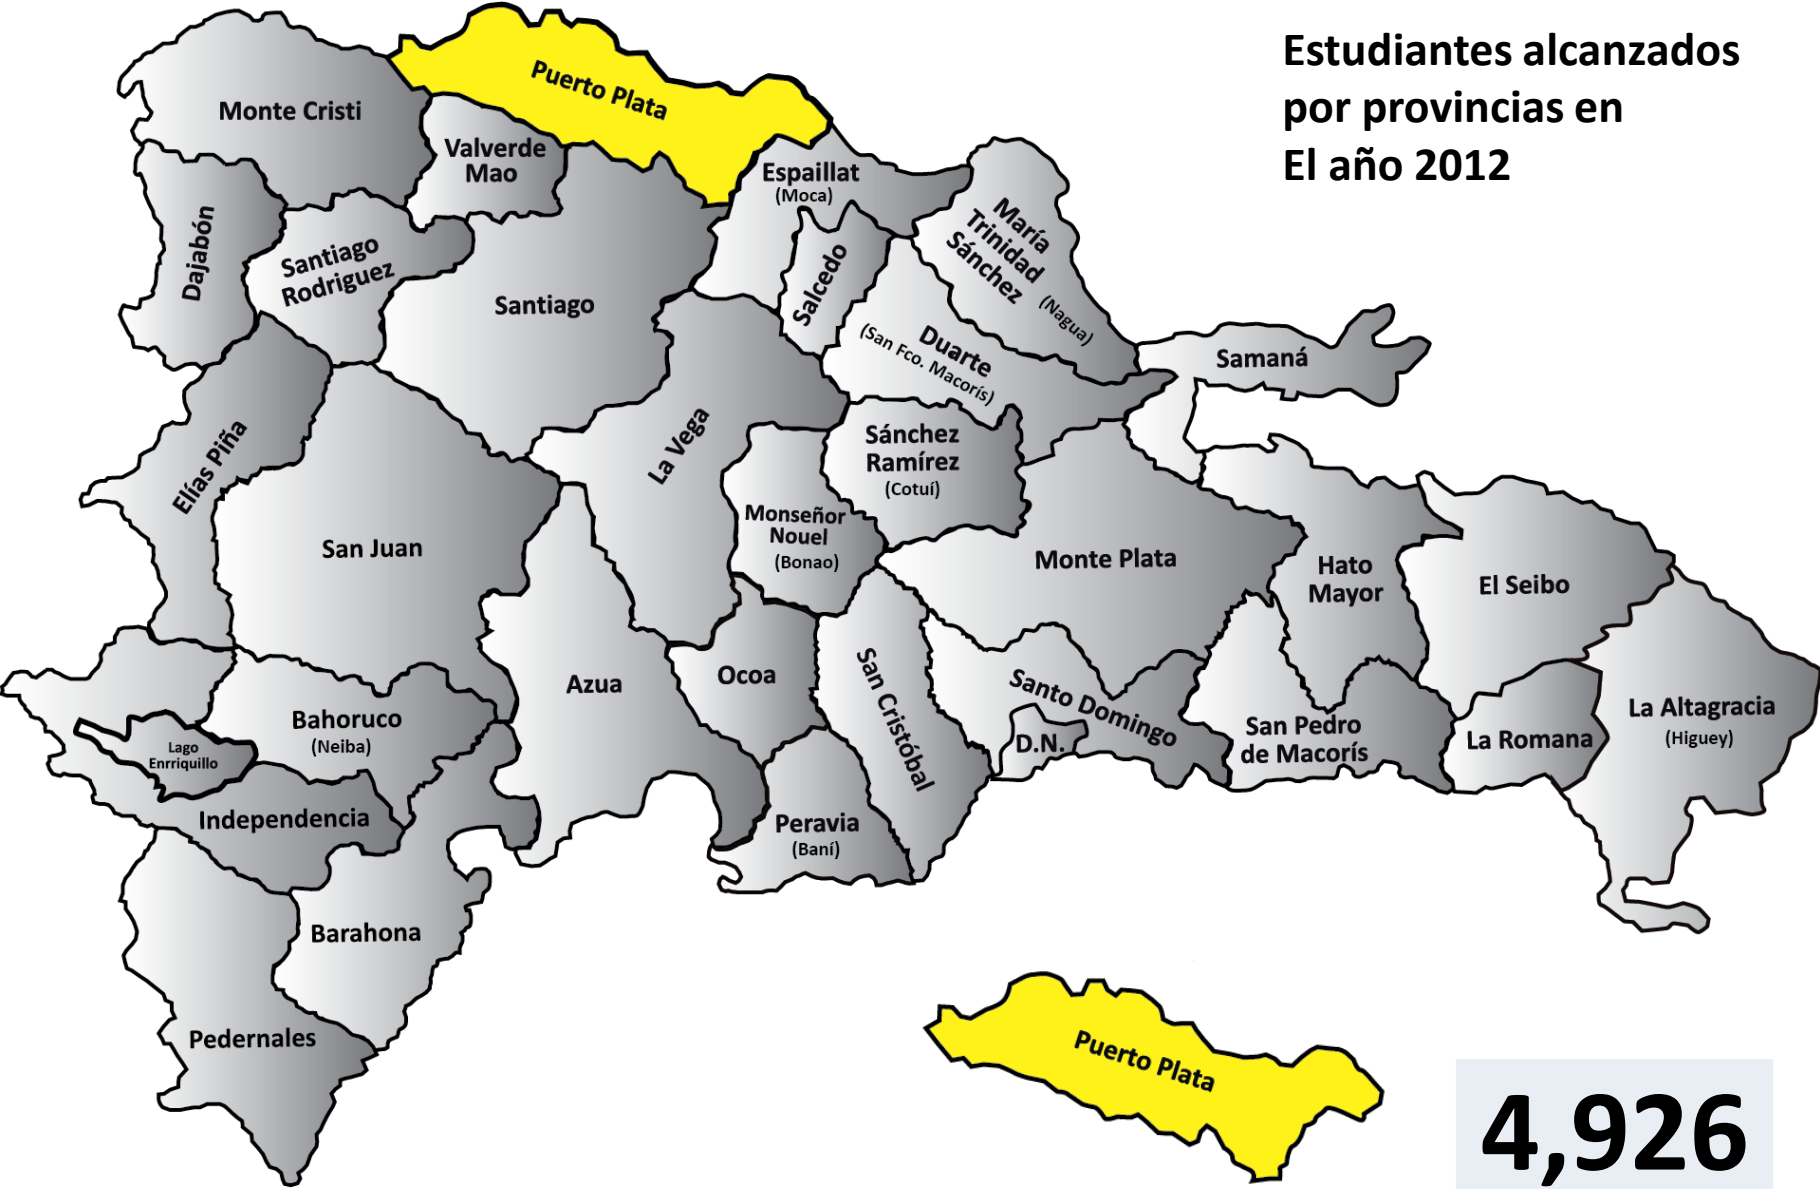 Estudiantes alcanzados
por provincias en
El año 2012
Puerto Plata
Monte Cristi
Valverde
Mao
Espaillat
(Moca)
María
Trinidad
Sánchez
(Nagua)
Dajabón
Santiago
Rodriguez
Santiago
Salcedo
Duarte
(San Fco. Macorís)
Samaná
Elías Piña
La Vega
Sánchez
Ramírez
(Cotuí)
San Juan
Monseñor
Nouel
(Bonao)
Monte Plata
Hato
Mayor
El Seibo
Azua
Ocoa
San Cristóbal
Santo Domingo
D.N.
San Pedro
de Macorís
La Romana
La Altagracia
(Higuey)
Bahoruco
(Neiba)
Lago
Enrriquillo
Independencia
Peravia
(Baní)
Barahona
Pedernales
Puerto Plata
4,926